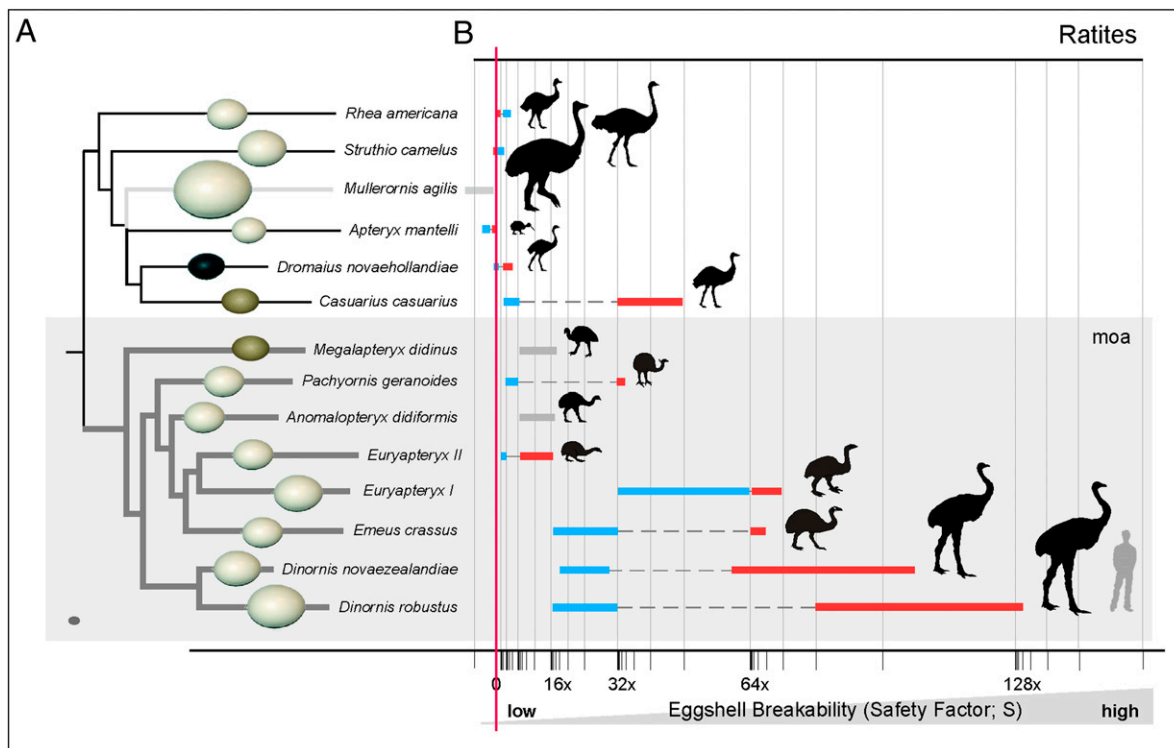 A
B
Ratites
Rhea americana
Struthio camelus
Mullerornis agilis
Apteryx mantelli
Dromaius novaehollandiae
Casuarius casuarius
moa
Megalapteryx didinus
Pachyornis geranoides
Anomalopteryx didiformis
Euryapteryx II
Euryapteryx I
Emeus crassus
Dinornis novaezealandiae
Dinornis robustus
0 16x 32x 64x 128x
low Eggshell Breakability (Safety Factor; S) high